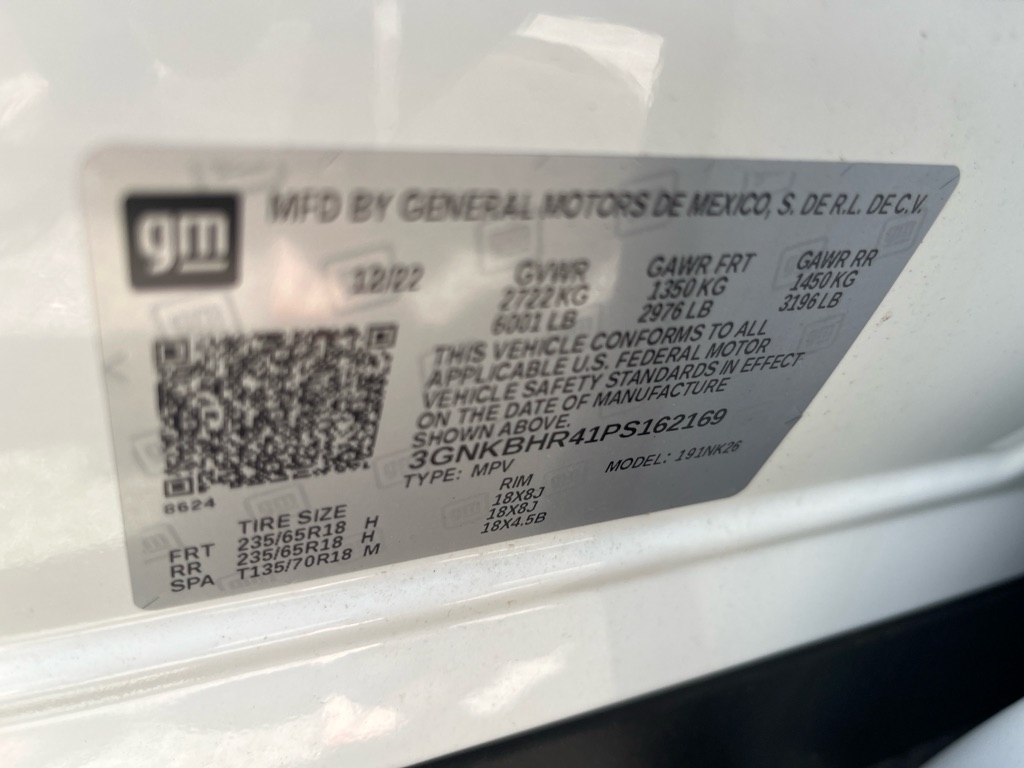 gm
MFD BY GENERAL MOTORS DE MEXICO, S. DE R.L. DE C.V.
12/22 GVWR GAWR FRT GAWR RR
2722 KG 1350 KG 1450 KG
6001 LB 2976 LB 3196 LB
THIS VEHICLE CONFORMS TO ALL
APPLICABLE U.S. FEDERAL MOTOR
VEHICLE SAFETY STANDARDS IN EFFECT
ON THE DATE OF MANUFACTURE
SHOWN ABOVE.
3GNKBHR41PS162169
TYPE: MPV MODEL: 191NK26
8624
TIRE SIZE RIM
FRT 235/65R18 H 18X8J
RR 235/65R18 H 18X8J
SPA T135/70R18 M 18X4.5B